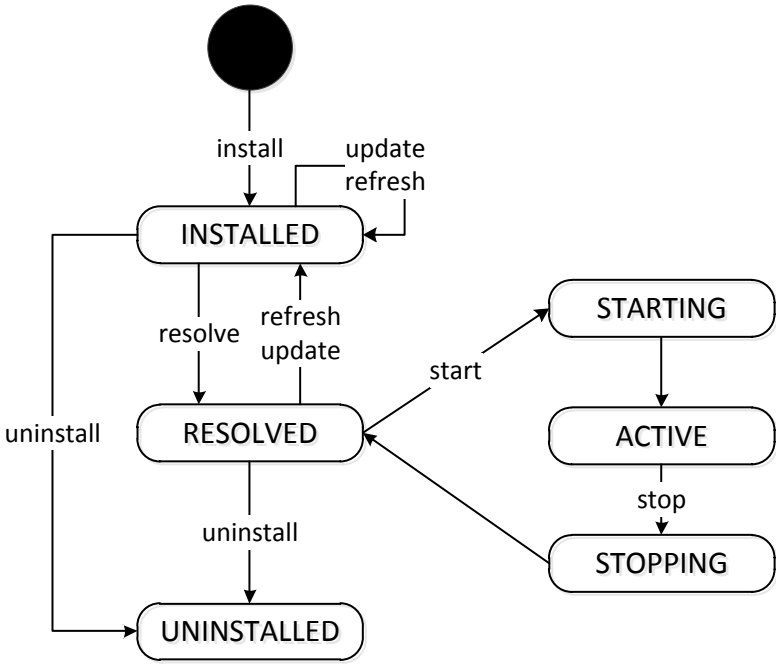 install
update
refresh
INSTALLED
resolve
refresh
update
uninstall
RESOLVED
uninstall
UNINSTALLED
start
STARTING
ACTIVE
stop
STOPPING